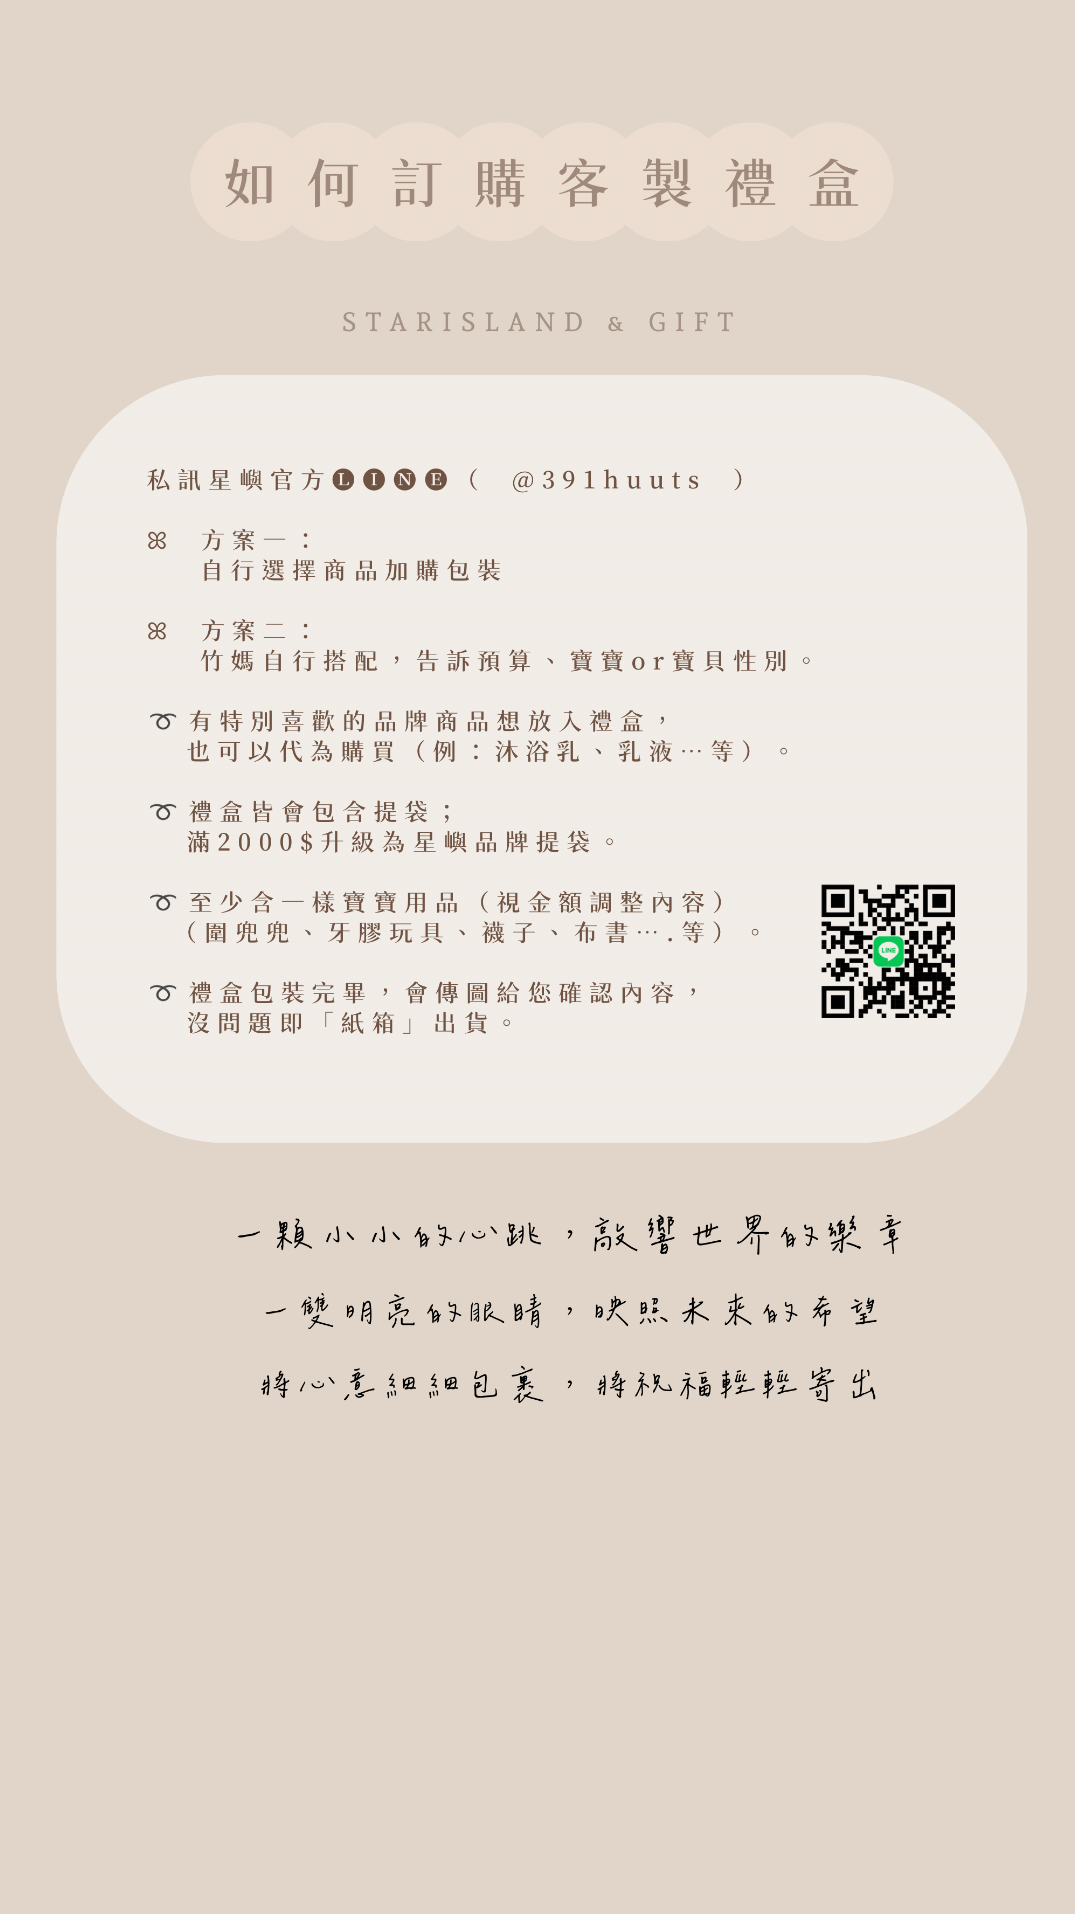 如何訂購客製禮盒
STARISLAND & GIFT
私訊星嶼官方🅛🅘🅝🅔（ @391huuts ）
ꕤ 方案一：
自行選擇商品加購包裝
ꕤ 方案二：
竹媽自行搭配，告訴預算、寶寶or寶貝性別。
➰ 有特別喜歡的品牌商品想放入禮盒，
也可以代為購買（例：沐浴乳、乳液⋯等）。
➰ 禮盒皆會包含提袋；
滿2000$升級為星嶼品牌提袋。
➰ 至少含一樣寶寶用品（視金額調整內容）
（圍兜兜、牙膠玩具、襪子、布書⋯.等）。
➰ 禮盒包裝完畢，會傳圖給您確認內容，
沒問題即「紙箱」出貨。
LINE
一顆小小的心跳，敲響世界的樂章
一雙明亮的眼睛，映照未來的希望
將心意細細包裹，將祝福輕輕寄出